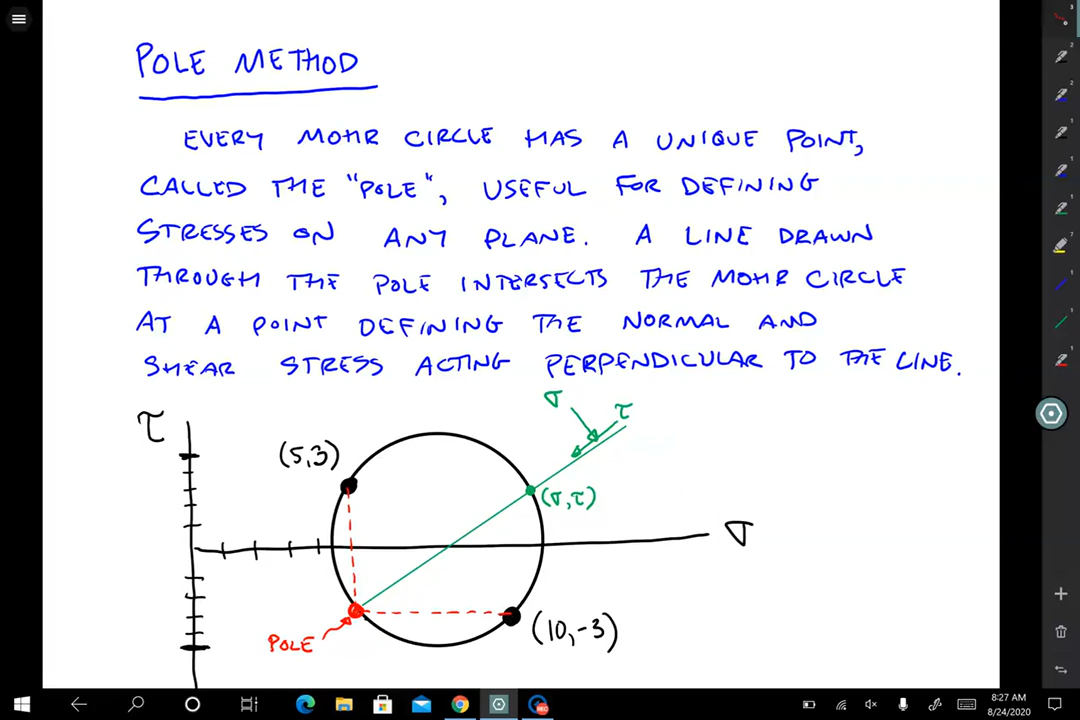 POLE METHOD
EVERY MOHR CIRCLE HAS A UNIQUE POINT,
CALLED THE "POLE", USEFUL FOR DEFINING
STRESSES ON ANY PLANE. A LINE DRAWN
THROUGH THE POLE INTERSECTS THE MOHR CIRCLE
AT A POINT DEFINING THE NORMAL AND
SHEAR STRESS ACTING PERPENDICULAR TO THE LINE.
σ
τ
τ
(5,3)
(σ,τ)
σ
(10,-3)
POLE
8:27 AM
8/24/2020